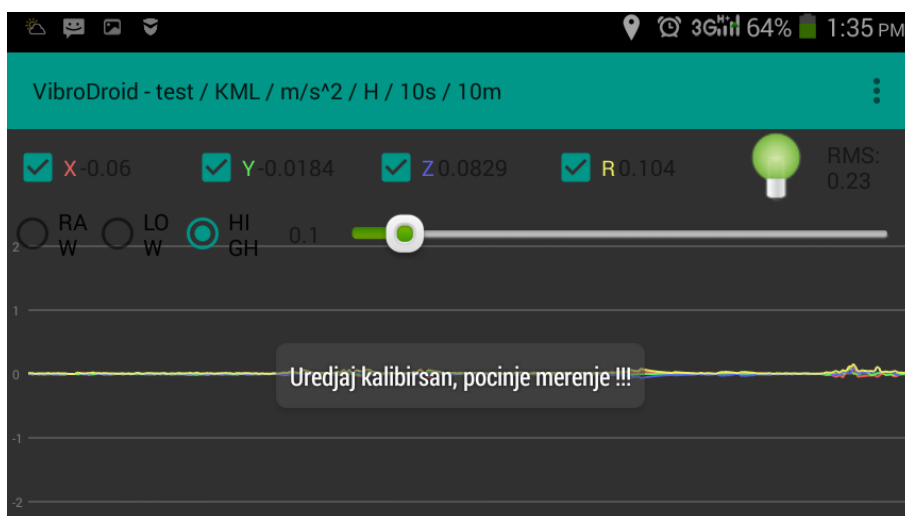 3G H+ 64% 1:35 PM
VibroDroid - test / KML / m/s^2 / H / 10s / 10m
X -0.06 Y -0.0184 Z 0.0829 R 0.104 RMS:
0.23
RA
W LO
W HI
GH 0.1
2
1
0
Uredjaj kalibirsan, pocinje merenje !!!
-1
-2